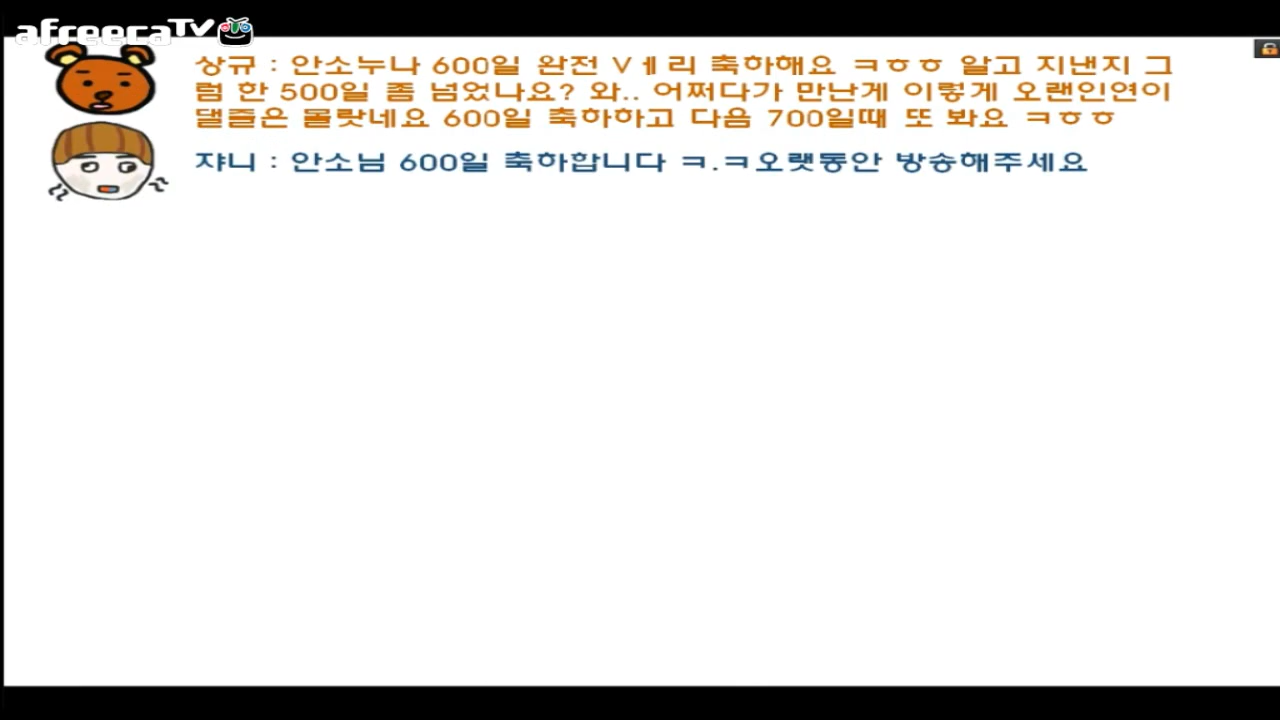 afreecaTV
상규 : 안소누나 600일 완전 V ㅔ리 축하해요 ㅋㅎㅎ 알고 지낸지 그
럼 한 500일 좀 넘었나요? 와.. 어쩌다가 만난게 이렇게 오랜인연이
댈줄은 몰랏네요 600일 축하하고 다음 700일때 또 봐요 ㅋㅎㅎ
쟈니 : 안소님 600일 축하합니다 ㅋ.ㅋ오랫동안 방송해주세요